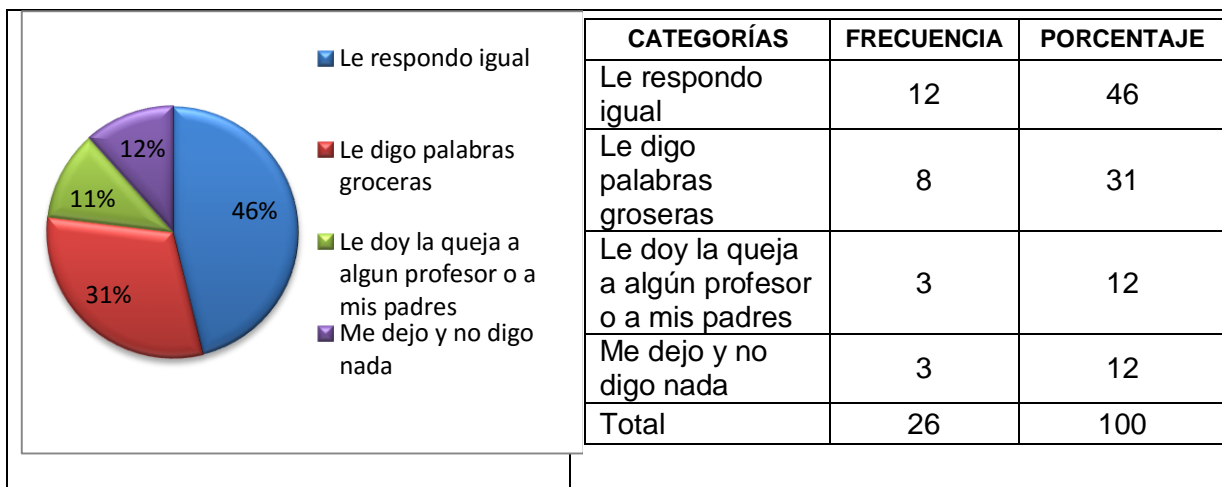 Le respondo igual
Le digo palabras
groceras
Le doy la queja a
algun profesor o a
mis padres
Me dejo y no digo
nada
46%
31%
11%
12%
CATEGORÍAS FRECUENCIA PORCENTAJE
Le respondo
igual 12 46
Le digo
palabras
groseras 8 31
Le doy la queja
a algún profesor
o a mis padres 3 12
Me dejo y no
digo nada 3 12
Total 26 100